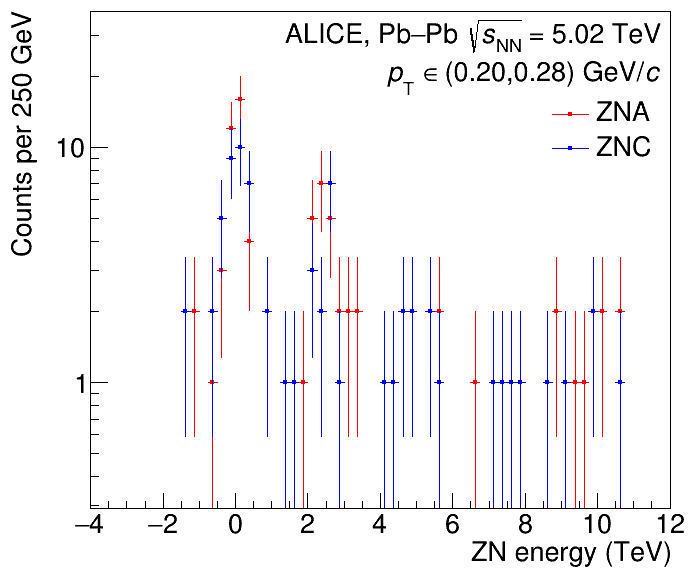 ALICE, Pb–Pb √sNN = 5.02 TeV
pT ∈ (0.20,0.28) GeV/c
ZNA
ZNC
Counts per 250 GeV
10
1
−4 −2 0 2 4 6 8 10 12
ZN energy (TeV)